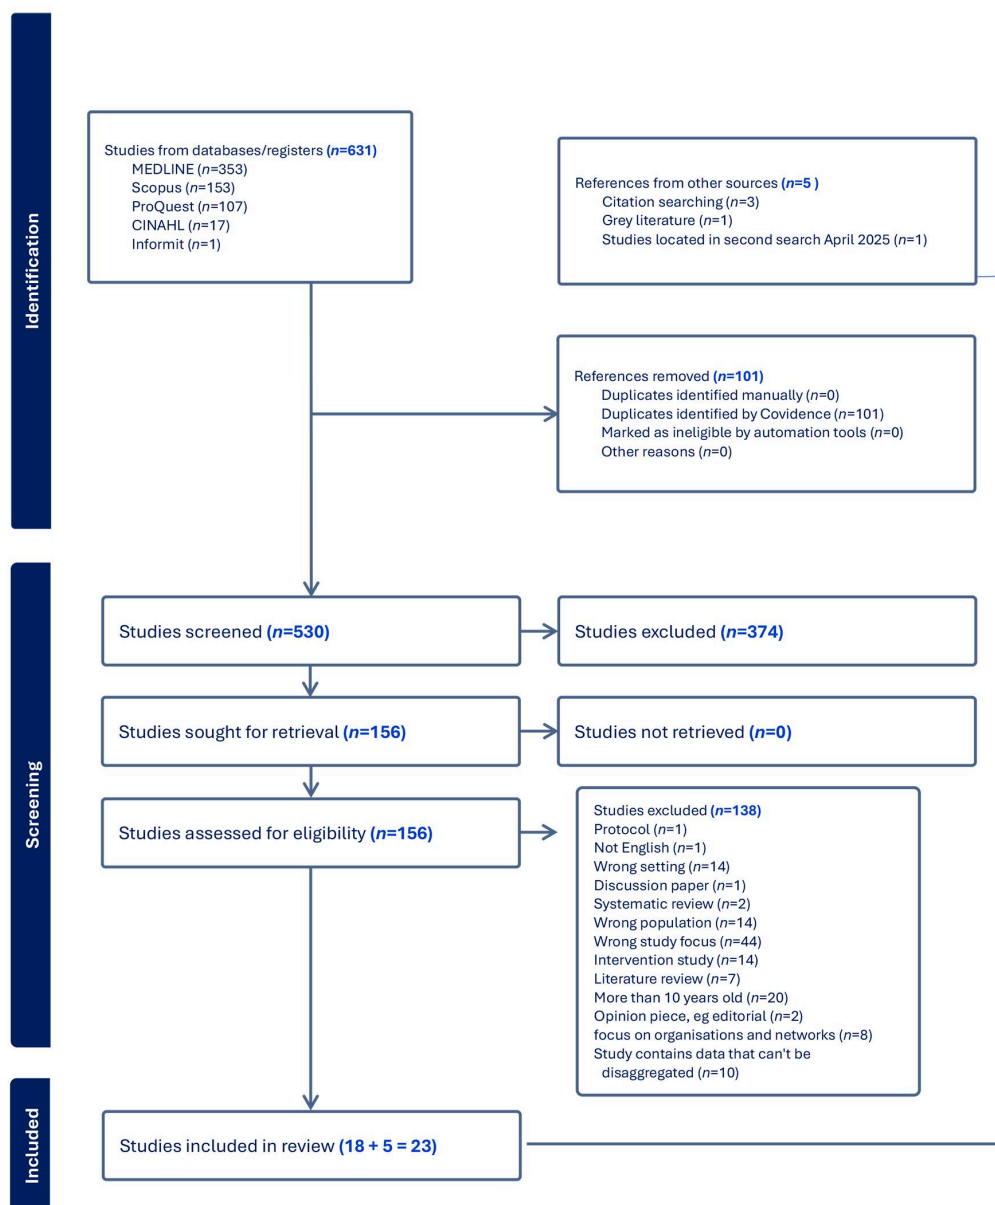 Identification
Studies from databases/registers (n=631)
MEDLINE (n=353)
Scopus (n=153)
ProQuest (n=107)
CINAHL (n=17)
Informit (n=1)
References from other sources (n=5 )
Citation searching (n=3)
Grey literature (n=1)
Studies located in second search April 2025 (n=1)
References removed (n=101)
Duplicates identified manually (n=0)
Duplicates identified by Covidence (n=101)
Marked as ineligible by automation tools (n=0)
Other reasons (n=0)
Screening
Studies screened (n=530)
Studies excluded (n=374)
Studies sought for retrieval (n=156)
Studies not retrieved (n=0)
Studies assessed for eligibility (n=156)
Studies excluded (n=138)
Protocol (n=1)
Not English (n=1)
Wrong setting (n=14)
Discussion paper (n=1)
Systematic review (n=2)
Wrong population (n=14)
Wrong study focus (n=44)
Intervention study (n=14)
Literature review (n=7)
More than 10 years old (n=20)
Opinion piece, eg editorial (n=2)
focus on organisations and networks (n=8)
Study contains data that can't be
disaggregated (n=10)
Included
Studies included in review (18 + 5 = 23)